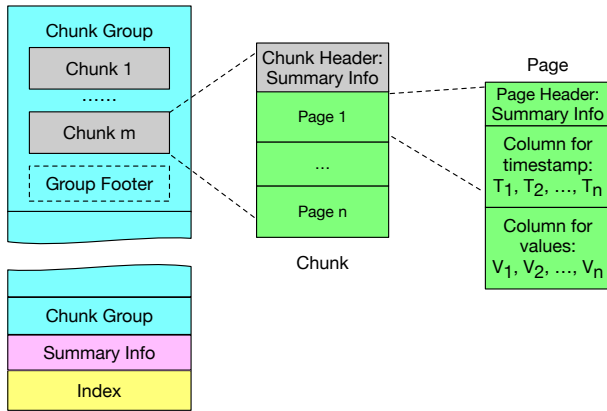 Chunk Group
Chunk 1
......
Chunk m
Group Footer
Chunk Group
Summary Info
Index
Chunk Header:
Summary Info
Page 1
...
Page n
Chunk
Page
Page Header:
Summary Info
Column for
timestamp:
T1, T2, ..., Tn
Column for
values:
V1, V2, ..., Vn